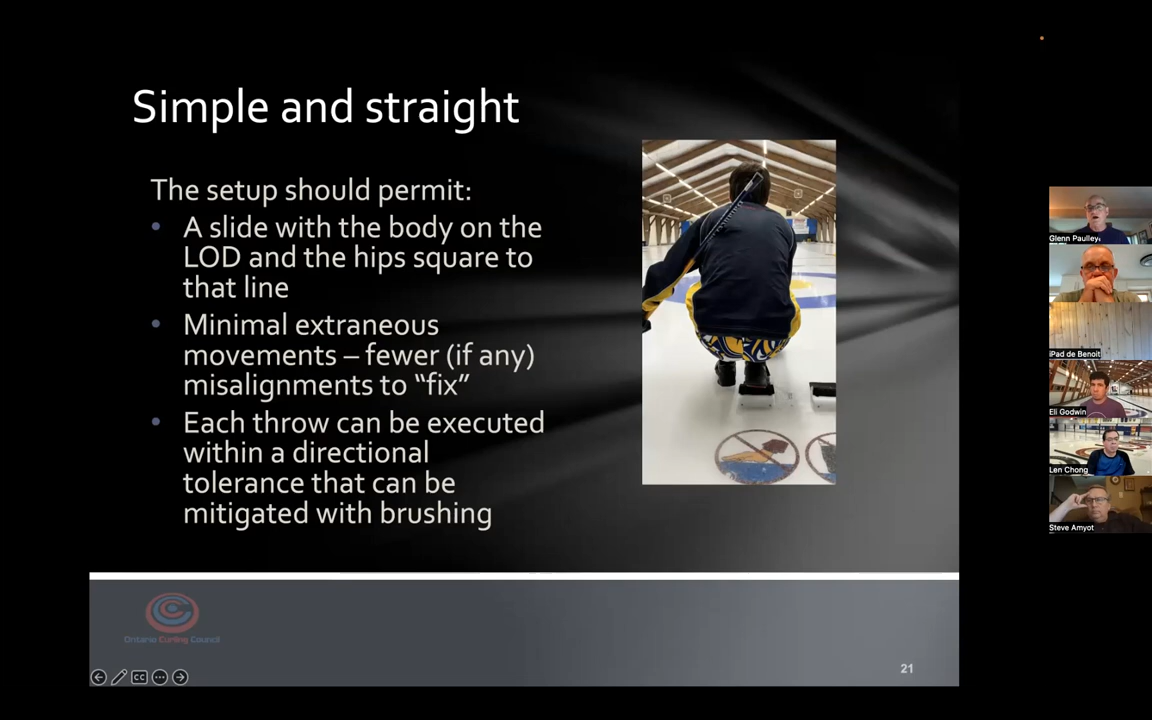 Simple and straight
The setup should permit:
• A slide with the body on the
LOD and the hips square to
that line
• Minimal extraneous
movements – fewer (if any)
misalignments to “fix”
• Each throw can be executed
within a directional
tolerance that can be
mitigated with brushing
Ontario Curling Council
CC
21
Glenn Paulley
iPad de Benoit
Eli Godwin
Len Chong
Steve Amyot